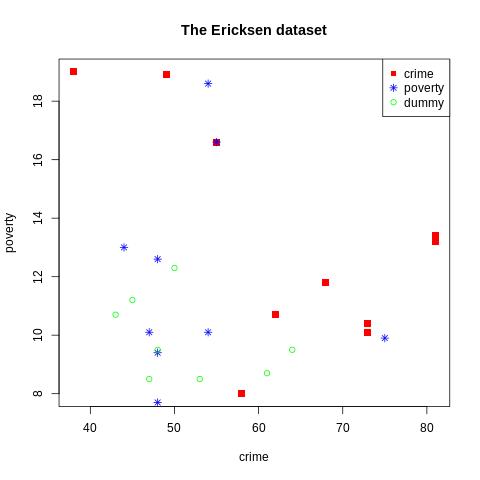 The Ericksen dataset
crime
poverty
dummy
18
16
14
12
10
8
poverty
40 50 60 70 80
crime